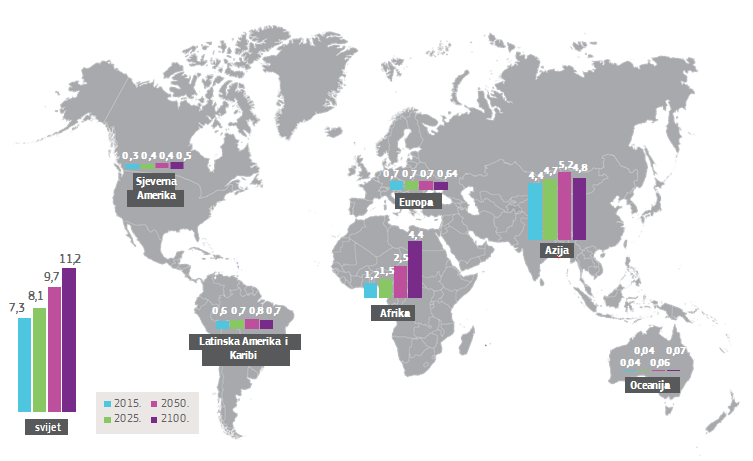 0,3 0,4 0,4 0,5
Sjeverna
Amerika
0,7 0,7 0,7 0,64
Europa
4,4 4,7 5,2 4,8
Azija
1,2 1,5 2,5 4,4
Afrika
0,6 0,7 0,8 0,7
Latinska Amerika i
Karibi
0,04 0,04 0,06 0,07
Oceanija
7,3 8,1 9,7 11,2
svijet
2015. 2050.
2025. 2100.